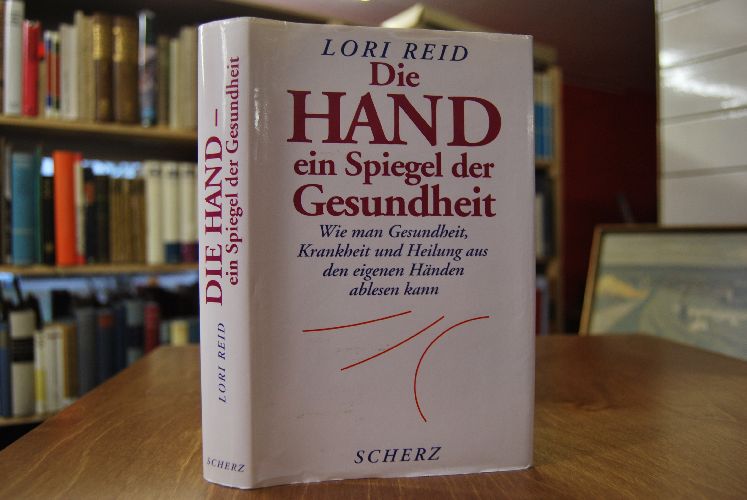 LORI REID
Die
HAND
ein Spiegel der
Gesundheit
Wie man Gesundheit,
Krankheit und Heilung aus
den eigenen Händen
ablesen kann
SCHERZ
DIE HAND –
ein Spiegel der Gesundheit
LORI REID
SCHERZ